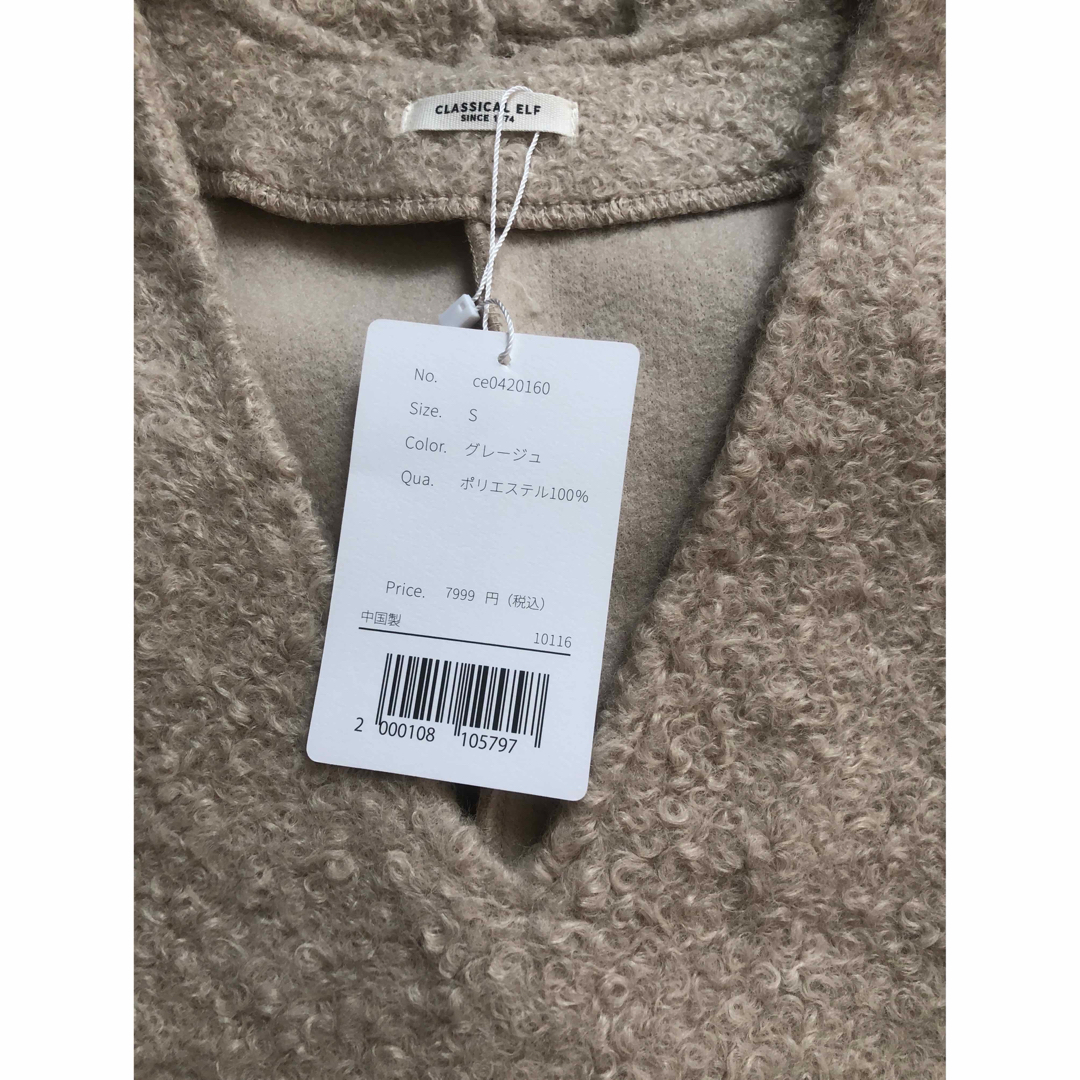 CLASSICAL ELF
SINCE 1974
No. ce0420160
Size. S
Color. グレージュ
Qua. ポリエステル100%
Price. 7999 円（税込）
中国製
10116
2 000108 105797